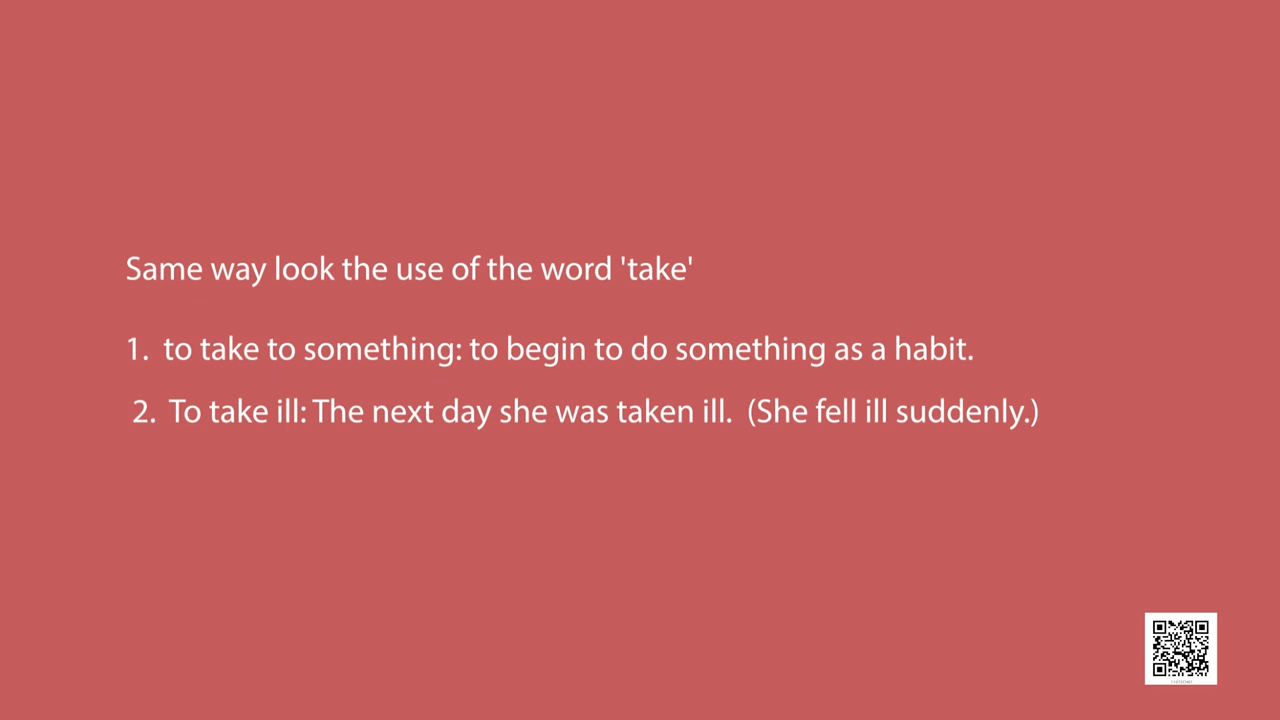 Same way look the use of the word 'take'
1. to take to something: to begin to do something as a habit.
2. To take ill: The next day she was taken ill. (She fell ill suddenly.)